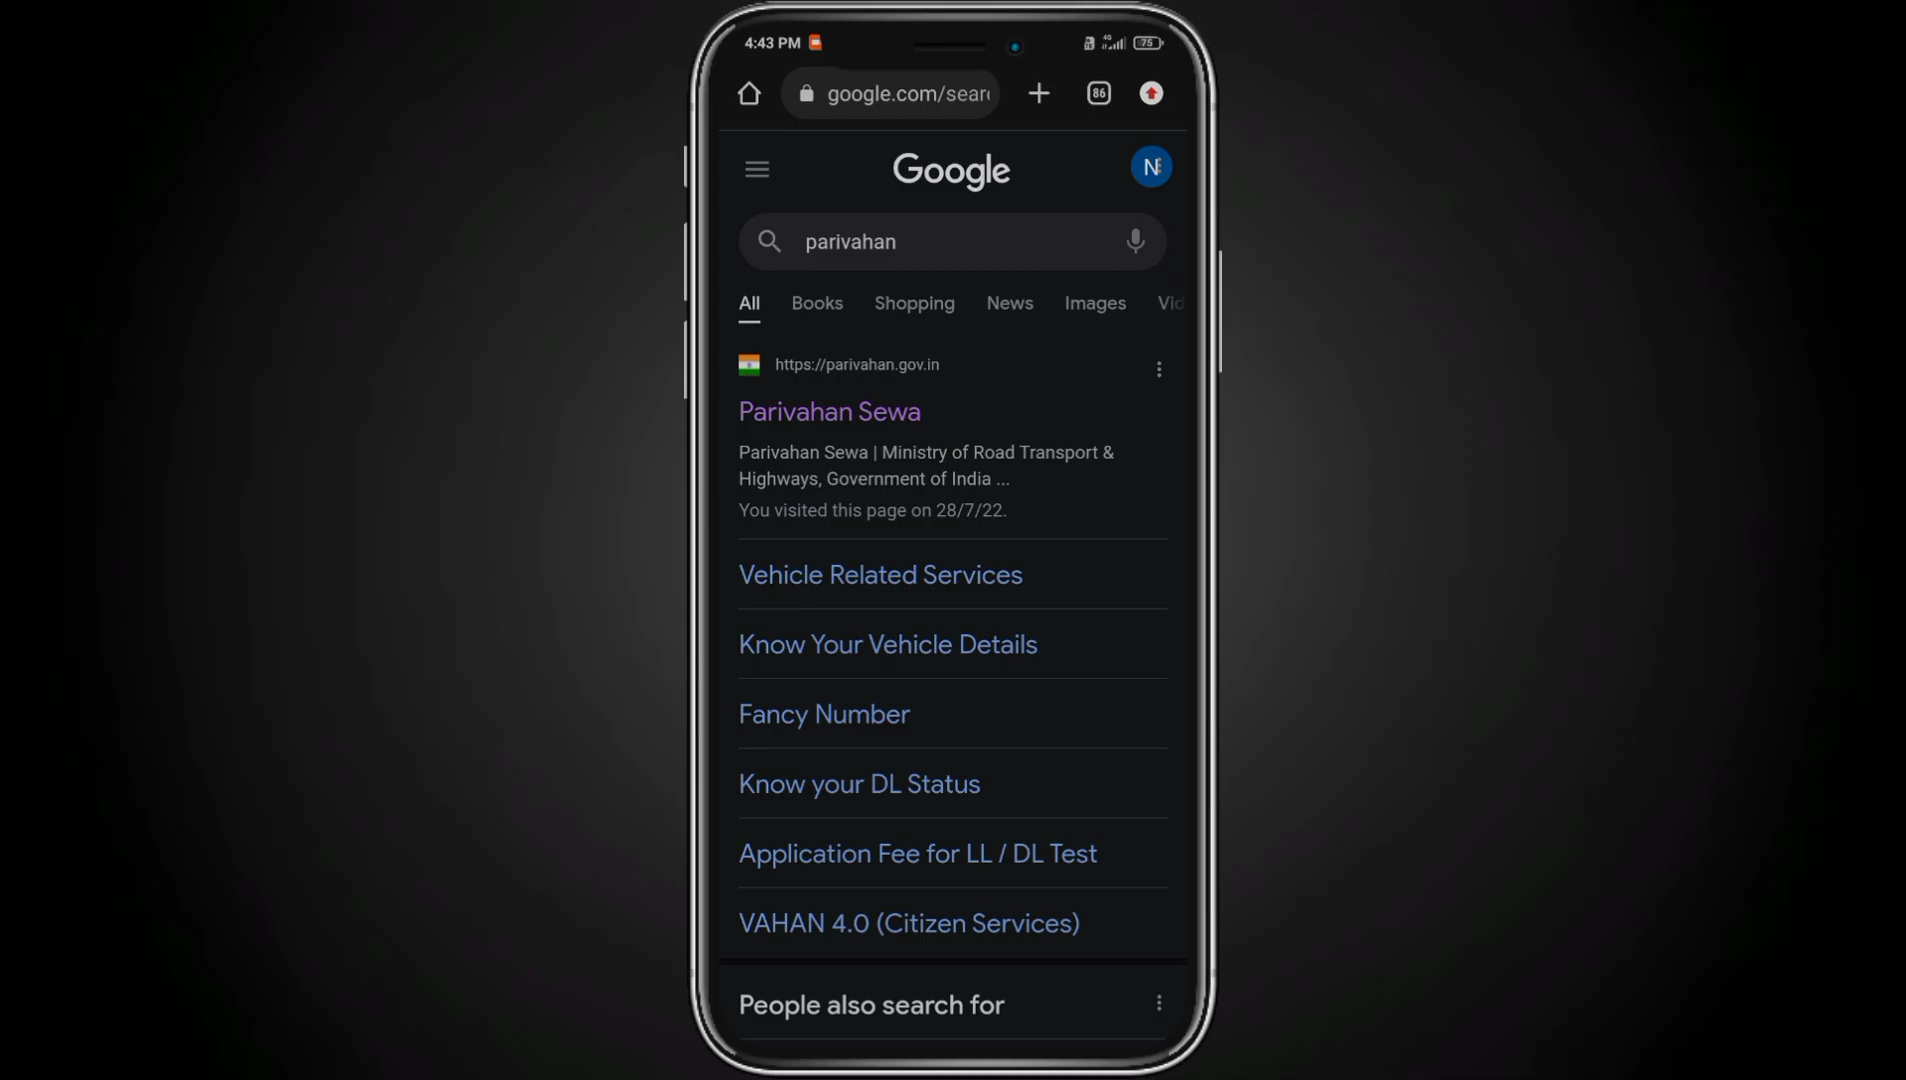 4:43 PM
4G
75
google.com/sear
86
Google
N
parivahan
All Books Shopping News Images Vid
https://parivahan.gov.in
Parivahan Sewa
Parivahan Sewa | Ministry of Road Transport &
Highways, Government of India ...
You visited this page on 28/7/22.
Vehicle Related Services
Know Your Vehicle Details
Fancy Number
Know your DL Status
Application Fee for LL / DL Test
VAHAN 4.0 (Citizen Services)
People also search for